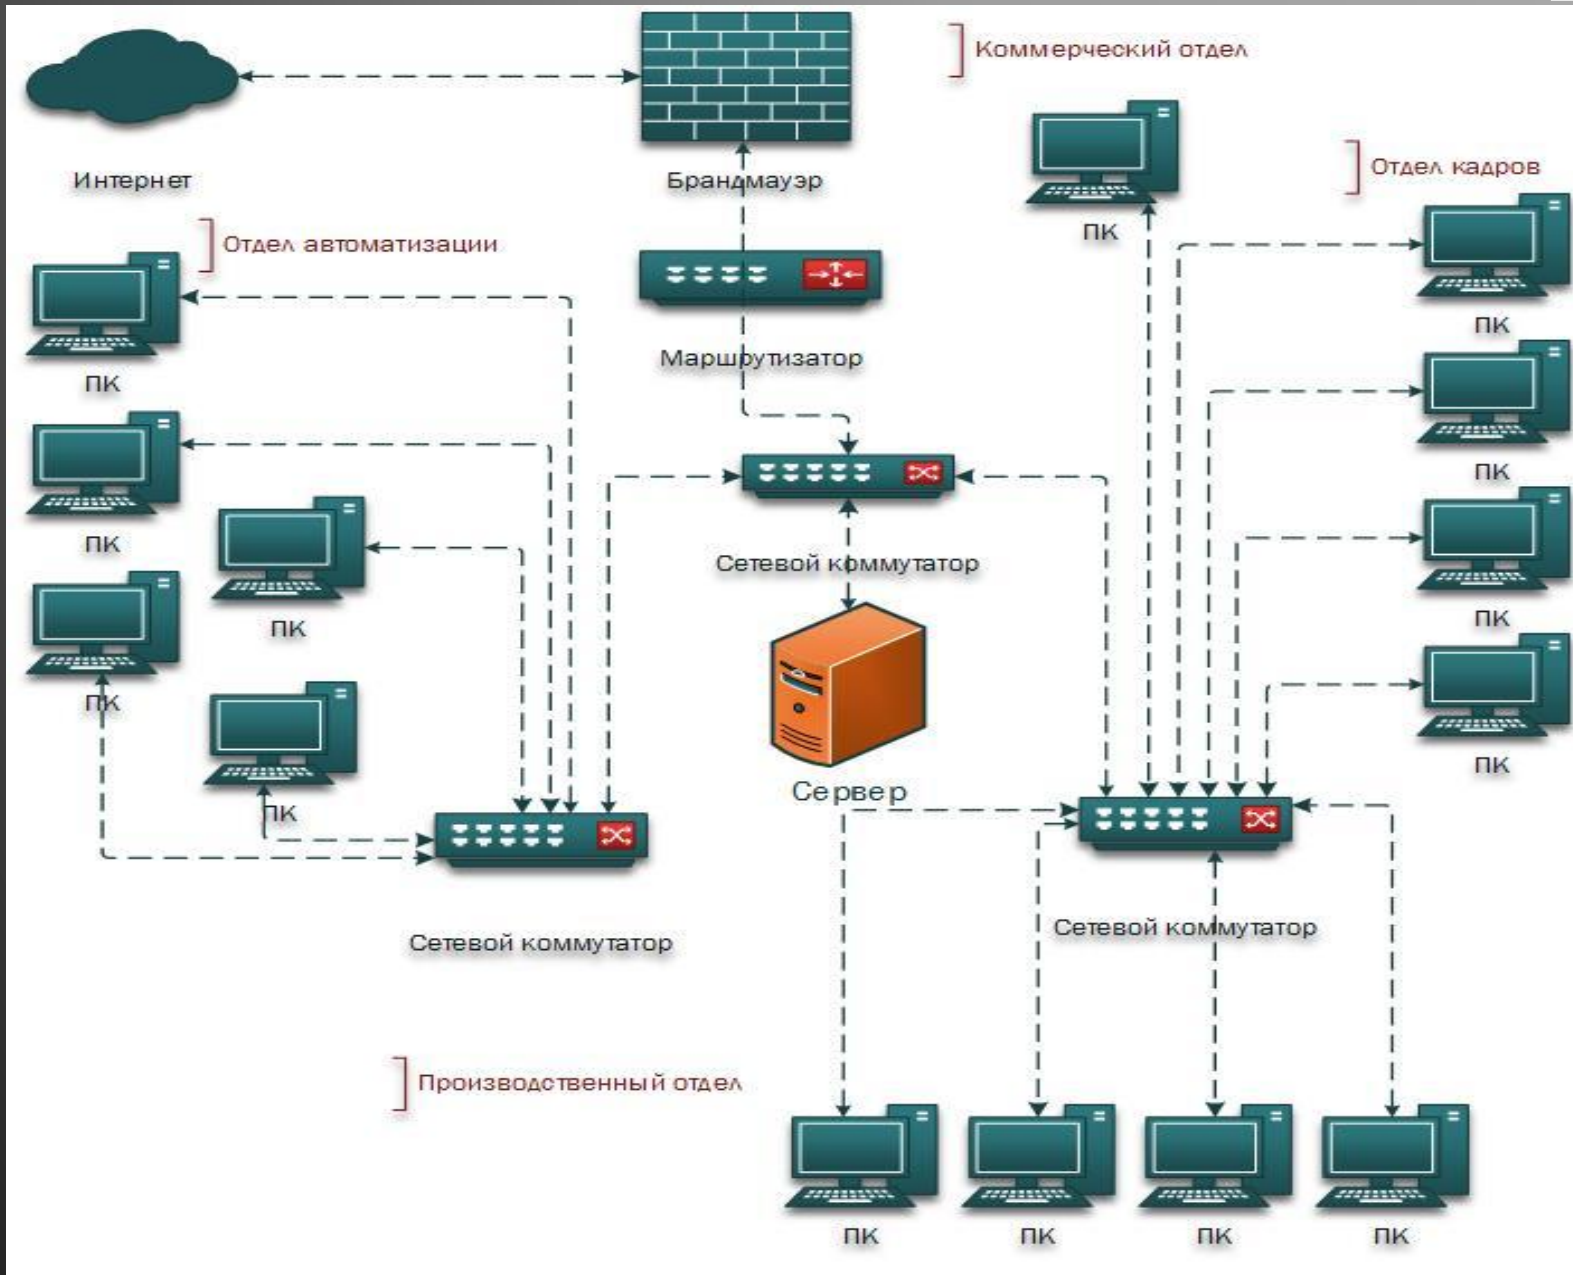 Коммерческий отдел
Интернет
Брандмауэр
Отдел кадров
ПК
Отдел автоматизации
ПК
Маршрутизатор
ПК
ПК
ПК
Сетевой коммутатор
ПК
ПК
ПК
ПК
ПК
Сервер
ПК
Сетевой коммутатор
Сетевой коммутатор
Производственный отдел
ПК
ПК
ПК
ПК